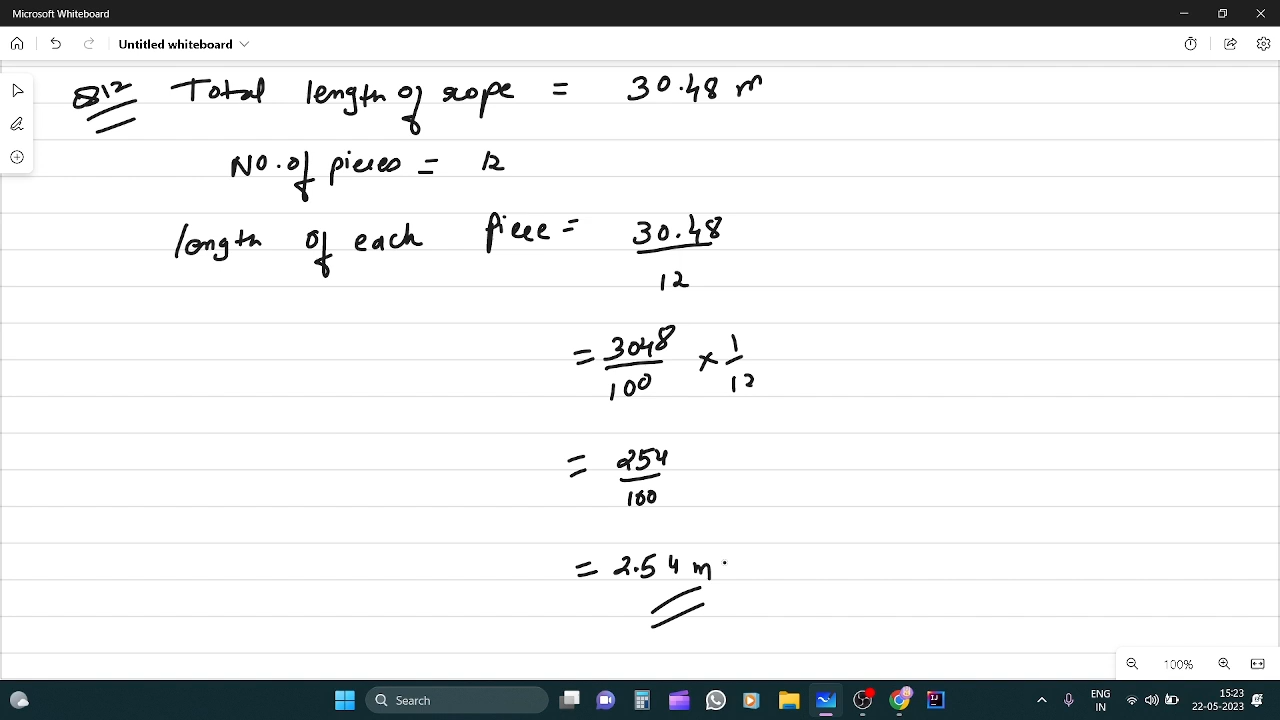 Microsoft Whiteboard
Untitled whiteboard
Q12 Total length of rope = 30.48 m
No. of pieces = 12
length of each piece = 30.48
12
= 3048 × 1
100 12
= 254
100
= 2.54 m.
100%
Search
ENG
IN
15:23
22-05-2023